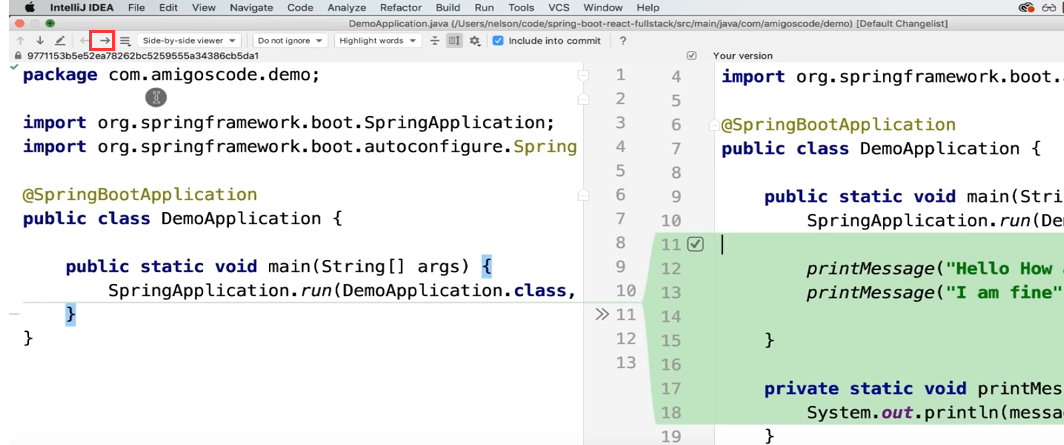 IntelliJ IDEA File Edit View Navigate Code Analyze Refactor Build Run Tools VCS Window Help
DemoApplication.java (/Users/nelson/code/spring-boot-react-fullstack/src/main/java/com/amigoscode/demo) [Default Changelist]
Side-by-side viewer Do not ignore Highlight words Include into commit ?
9771153b5e52ea78262bc5259555a34386cb5da1 Your version
package com.amigoscode.demo; 1 4 import org.springframework.boot.
2 5
import org.springframework.boot.SpringApplication; 3 6 @SpringBootApplication
import org.springframework.boot.autoconfigure.Spring 4 7 public class DemoApplication {
5 8
@SpringBootApplication 6 9 public static void main(Stri
public class DemoApplication { 7 10 SpringApplication.run(De
8 11
public static void main(String[] args) { 9 12 printMessage("Hello How
SpringApplication.run(DemoApplication.class, 10 13 printMessage("I am fine"
} 11 14
} 12 15 }
13 16
17 private static void printMes
18 System.out.println(messa
19 }